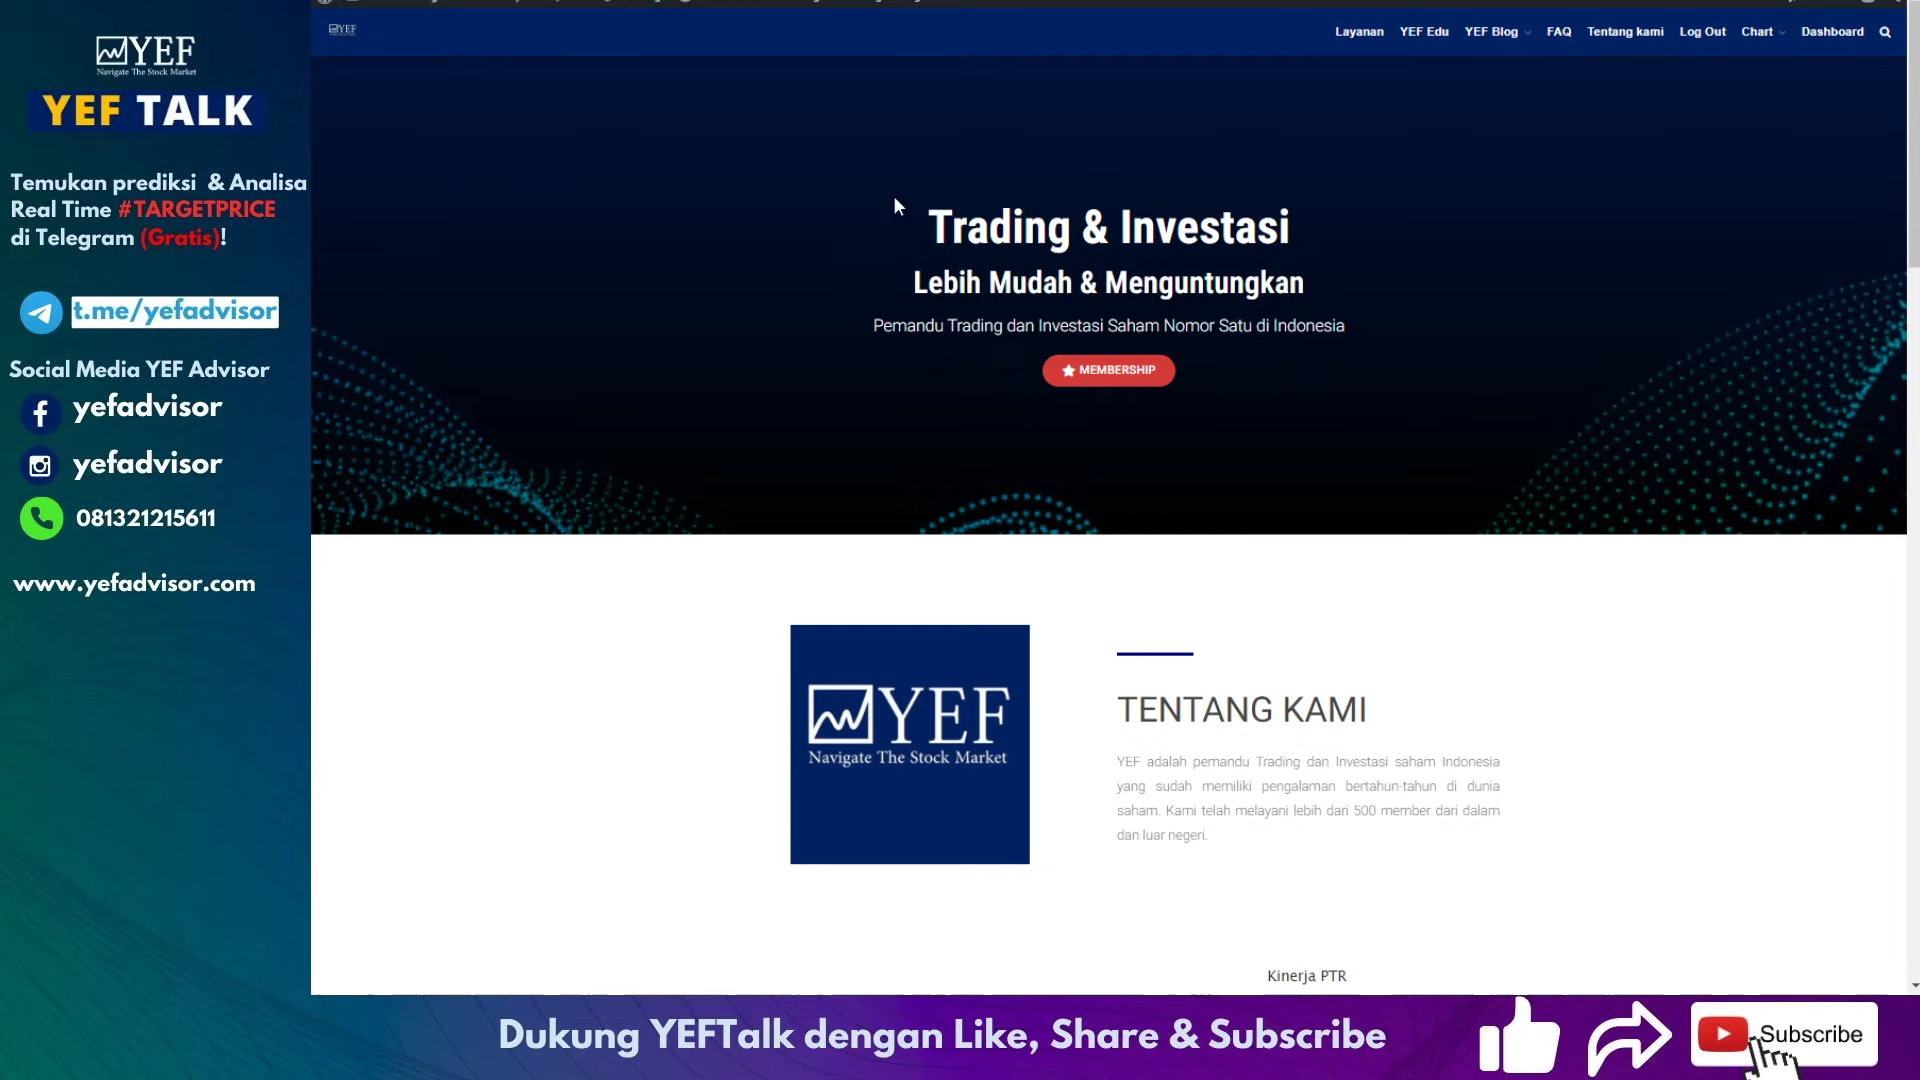 YEF
Navigate The Stock Market
YEF TALK
Temukan prediksi & Analisa
Real Time #TARGETPRICE
di Telegram (Gratis)!
t.me/yefadvisor
Social Media YEF Advisor
yefadvisor
yefadvisor
081321215611
www.yefadvisor.com
YEF
Layanan YEF Edu YEF Blog FAQ Tentang kami Log Out Chart Dashboard
Trading & Investasi
Lebih Mudah & Menguntungkan
Pemandu Trading dan Investasi Saham Nomor Satu di Indonesia
MEMBERSHIP
YEF
Navigate The Stock Market
TENTANG KAMI
YEF adalah pemandu Trading dan Investasi saham Indonesia
yang sudah memiliki pengalaman bertahun-tahun di dunia
saham. Kami telah melayani lebih dari 500 member dari dalam
dan luar negeri.
Kinerja PTR
Dukung YEFTalk dengan Like, Share & Subscribe
Subscribe